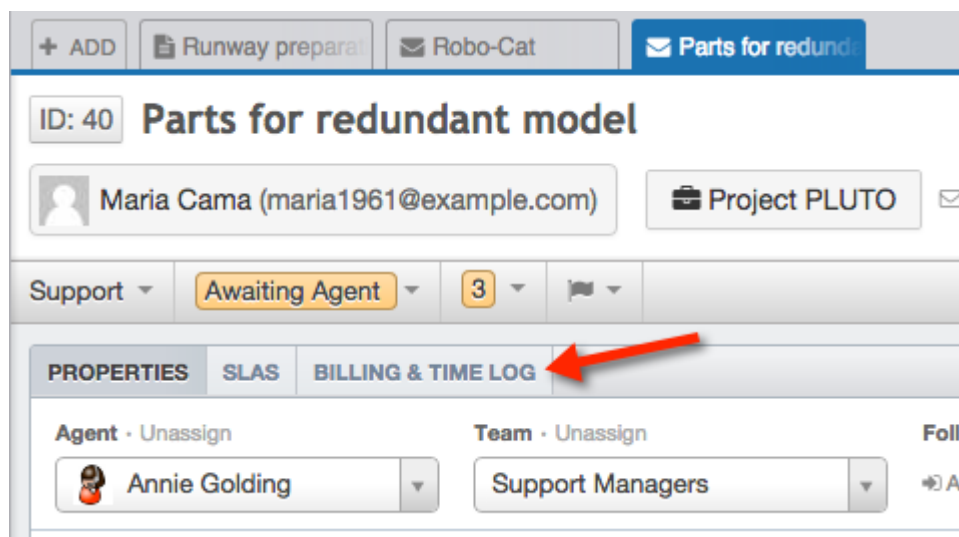 + ADD Runway preparat Robo-Cat Parts for redunda
ID: 40 Parts for redundant model
Maria Cama (maria1961@example.com) Project PLUTO
Support Awaiting Agent 3
PROPERTIES SLAS BILLING & TIME LOG
Agent · Unassign Team · Unassign Foll
Annie Golding Support Managers A